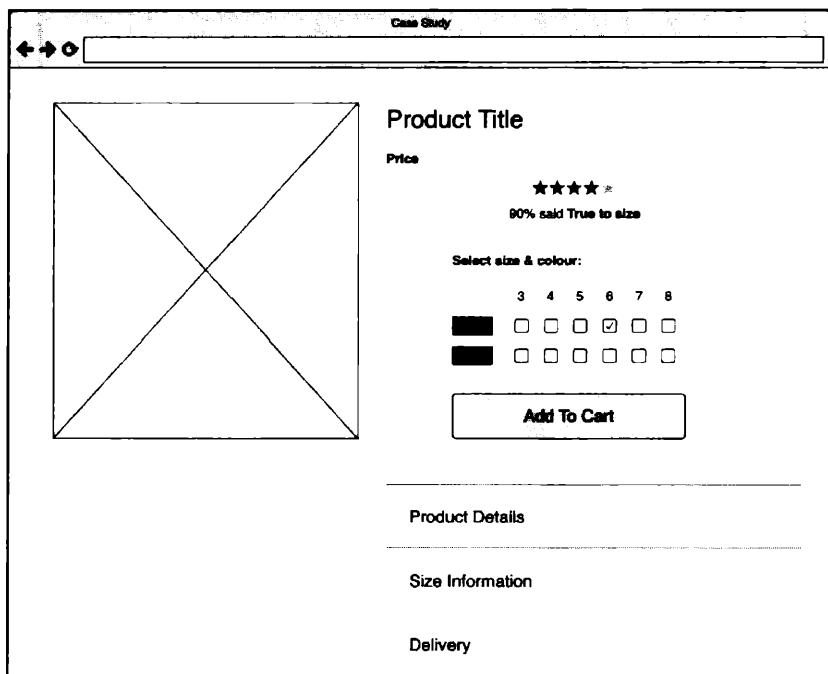 Case Study
Product Title
Price
90% said True to size
Select size & colour:
3 4 5 6 7 8
Add To Cart
Product Details
Size Information
Delivery